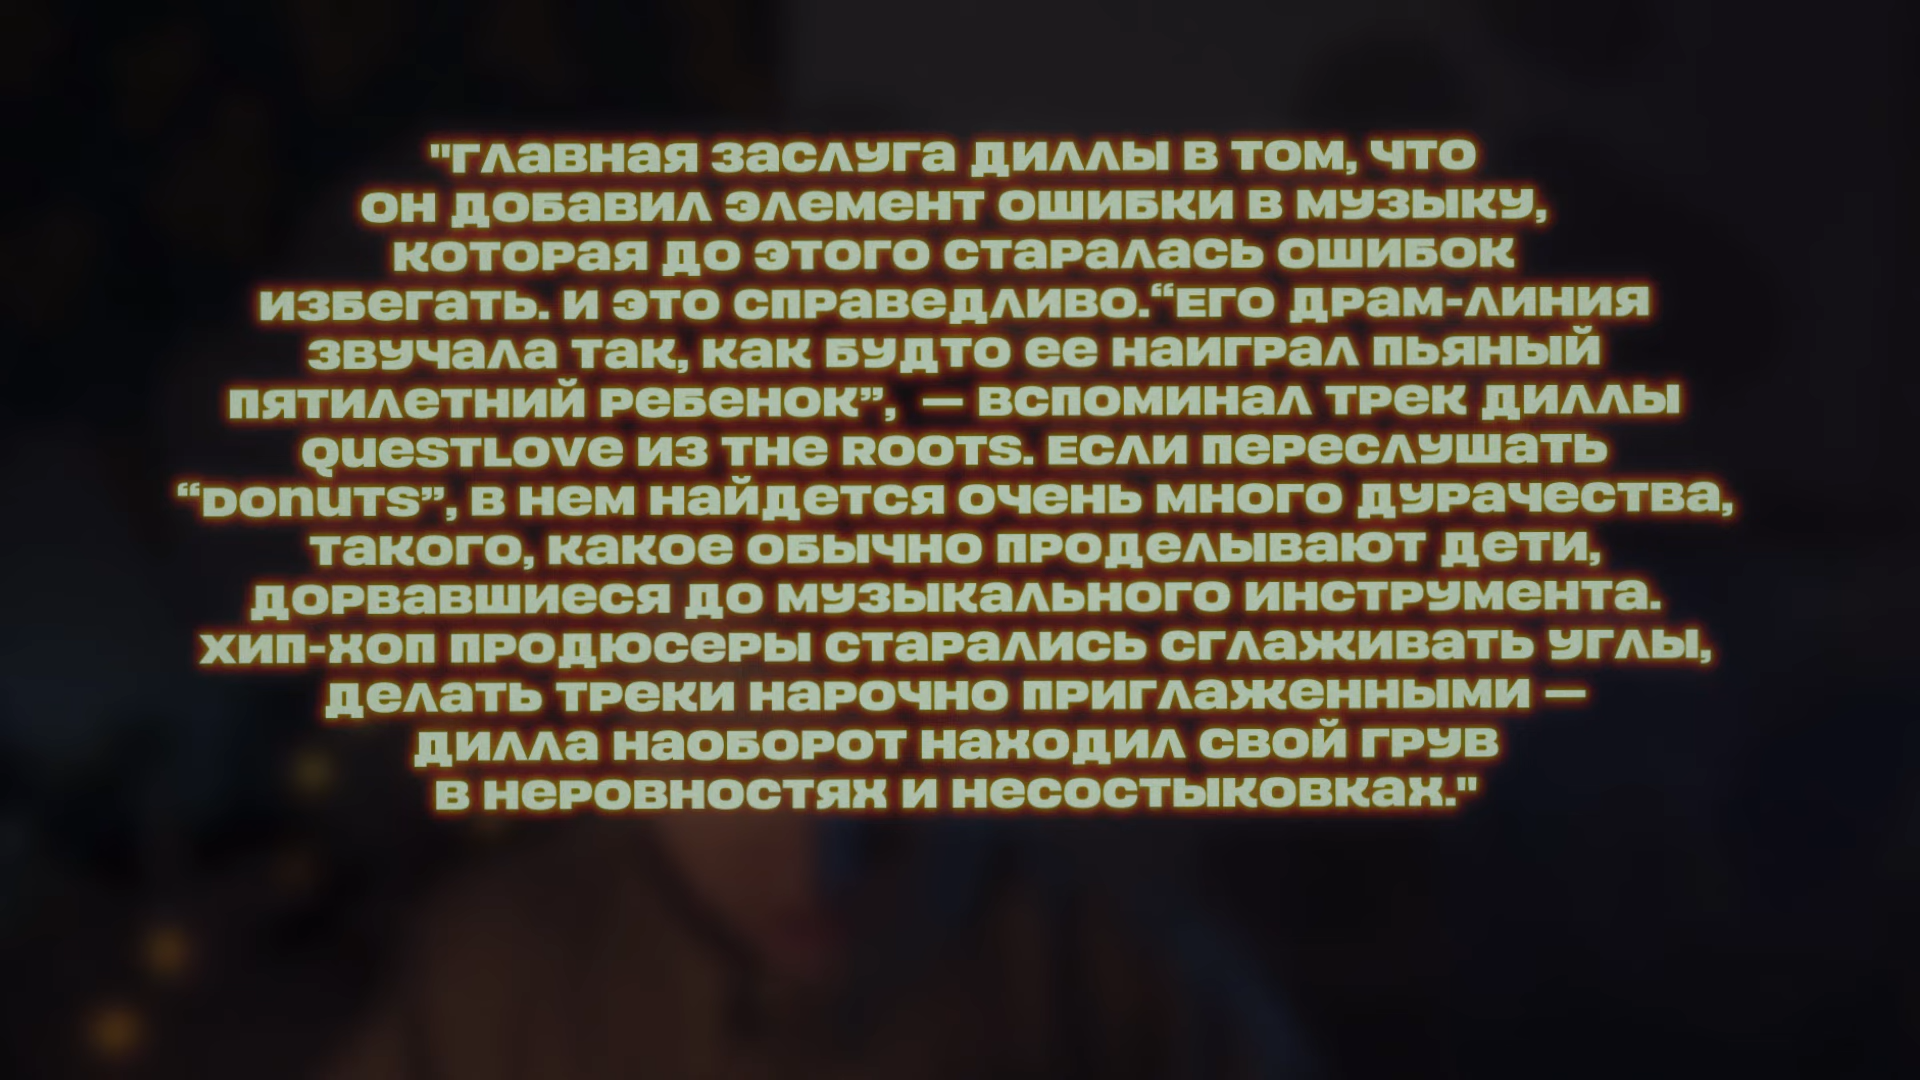 "Главная заслуга Диллы в том, что
он добавил элемент ошибки в музыку,
которая до этого старалась ошибок
избегать. И это справедливо.“Его драм-линия
звучала так, как будто ее наиграл пьяный
пятилетний ребенок”, — вспоминал трек Диллы
Questlove из The Roots. Если переслушать
“Donuts”, в нем найдется очень много дурачества,
такого, какое обычно проделывают дети,
дорвавшиеся до музыкального инструмента.
Хип-хоп продюсеры старались сглаживать углы,
делать треки нарочно приглаженными —
Дилла наоборот находил свой грув
в неровностях и несостыковках."